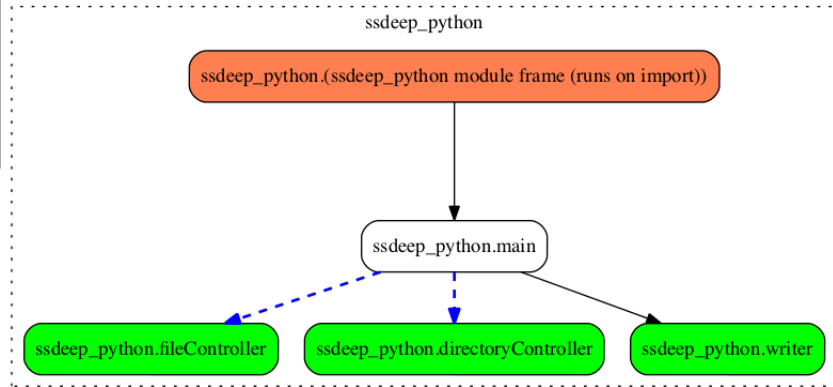 ssdeep_python
ssdeep_python.(ssdeep_python module frame (runs on import))
ssdeep_python.main
ssdeep_python.fileController
ssdeep_python.directoryController
ssdeep_python.writer